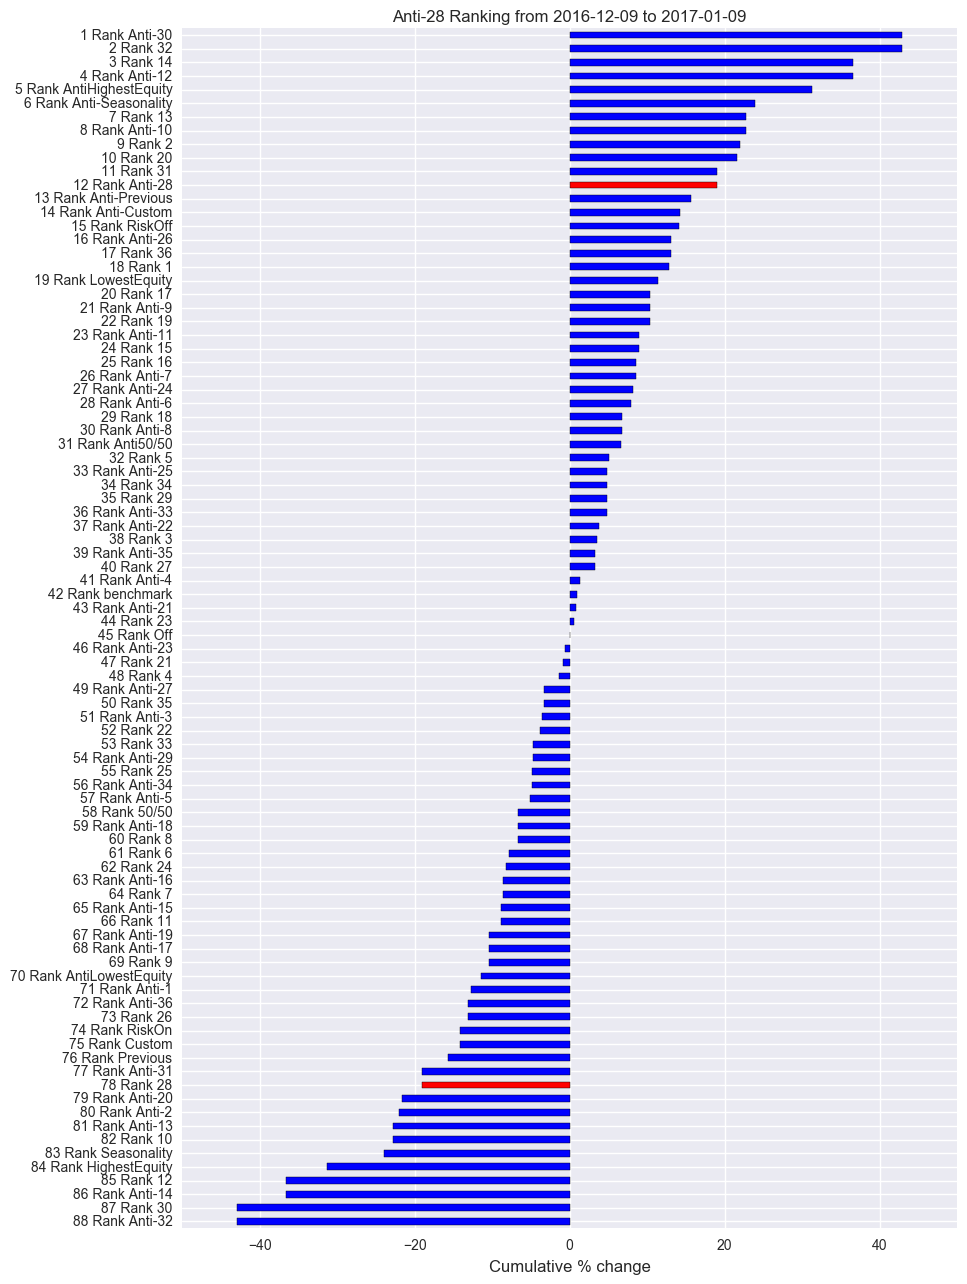 Anti-28 Ranking from 2016-12-09 to 2017-01-09
1 Rank Anti-30
2 Rank 32
3 Rank 14
4 Rank Anti-12
5 Rank AntiHighestEquity
6 Rank Anti-Seasonality
7 Rank 13
8 Rank Anti-10
9 Rank 2
10 Rank 20
11 Rank 31
12 Rank Anti-28
13 Rank Anti-Previous
14 Rank Anti-Custom
15 Rank RiskOff
16 Rank Anti-26
17 Rank 36
18 Rank 1
19 Rank LowestEquity
20 Rank 17
21 Rank Anti-9
22 Rank 19
23 Rank Anti-11
24 Rank 15
25 Rank 16
26 Rank Anti-7
27 Rank Anti-24
28 Rank Anti-6
29 Rank 18
30 Rank Anti-8
31 Rank Anti50/50
32 Rank 5
33 Rank Anti-25
34 Rank 34
35 Rank 29
36 Rank Anti-33
37 Rank Anti-22
38 Rank 3
39 Rank Anti-35
40 Rank 27
41 Rank Anti-4
42 Rank benchmark
43 Rank Anti-21
44 Rank 23
45 Rank Off
46 Rank Anti-23
47 Rank 21
48 Rank 4
49 Rank Anti-27
50 Rank 35
51 Rank Anti-3
52 Rank 22
53 Rank 33
54 Rank Anti-29
55 Rank 25
56 Rank Anti-34
57 Rank Anti-5
58 Rank 50/50
59 Rank Anti-18
60 Rank 8
61 Rank 6
62 Rank 24
63 Rank Anti-16
64 Rank 7
65 Rank Anti-15
66 Rank 11
67 Rank Anti-19
68 Rank Anti-17
69 Rank 9
70 Rank AntiLowestEquity
71 Rank Anti-1
72 Rank Anti-36
73 Rank 26
74 Rank RiskOn
75 Rank Custom
76 Rank Previous
77 Rank Anti-31
78 Rank 28
79 Rank Anti-20
80 Rank Anti-2
81 Rank Anti-13
82 Rank 10
83 Rank Seasonality
84 Rank HighestEquity
85 Rank 12
86 Rank Anti-14
87 Rank 30
88 Rank Anti-32
−40 −20 0 20 40
Cumulative % change